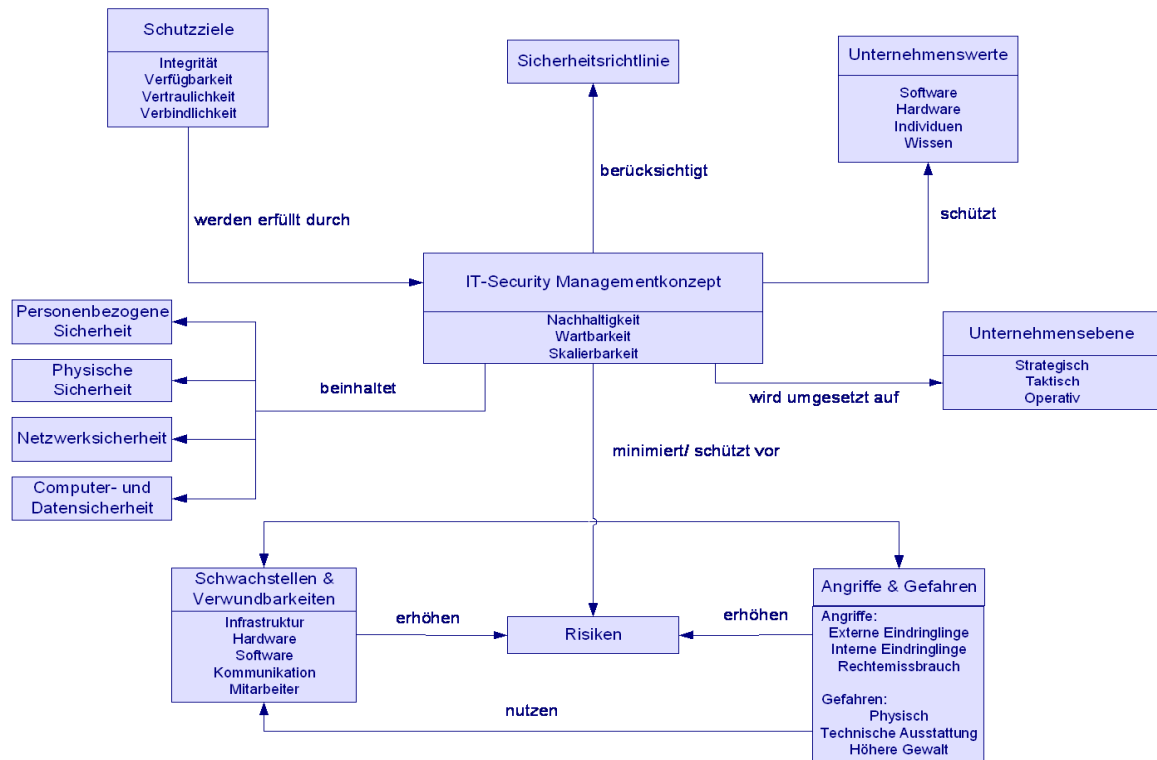 Schutzziele
Integrität
Verfügbarkeit
Vertraulichkeit
Verbindlichkeit
Sicherheitsrichtlinie
Unternehmenswerte
Software
Hardware
Individuen
Wissen
berücksichtigt
werden erfüllt durch
schützt
IT-Security Managementkonzept
Nachhaltigkeit
Wartbarkeit
Skalierbarkeit
Personenbezogene
Sicherheit
Physische
Sicherheit
Netzwerksicherheit
Computer- und
Datensicherheit
beinhaltet
Unternehmensebene
Strategisch
Taktisch
Operativ
wird umgesetzt auf
minimiert/ schützt vor
Schwachstellen &
Verwundbarkeiten
Infrastruktur
Hardware
Software
Kommunikation
Mitarbeiter
erhöhen
Risiken
erhöhen
Angriffe & Gefahren
Angriffe:
Externe Eindringlinge
Interne Eindringlinge
Rechtemissbrauch
Gefahren:
Physisch
Technische Ausstattung
Höhere Gewalt
nutzen